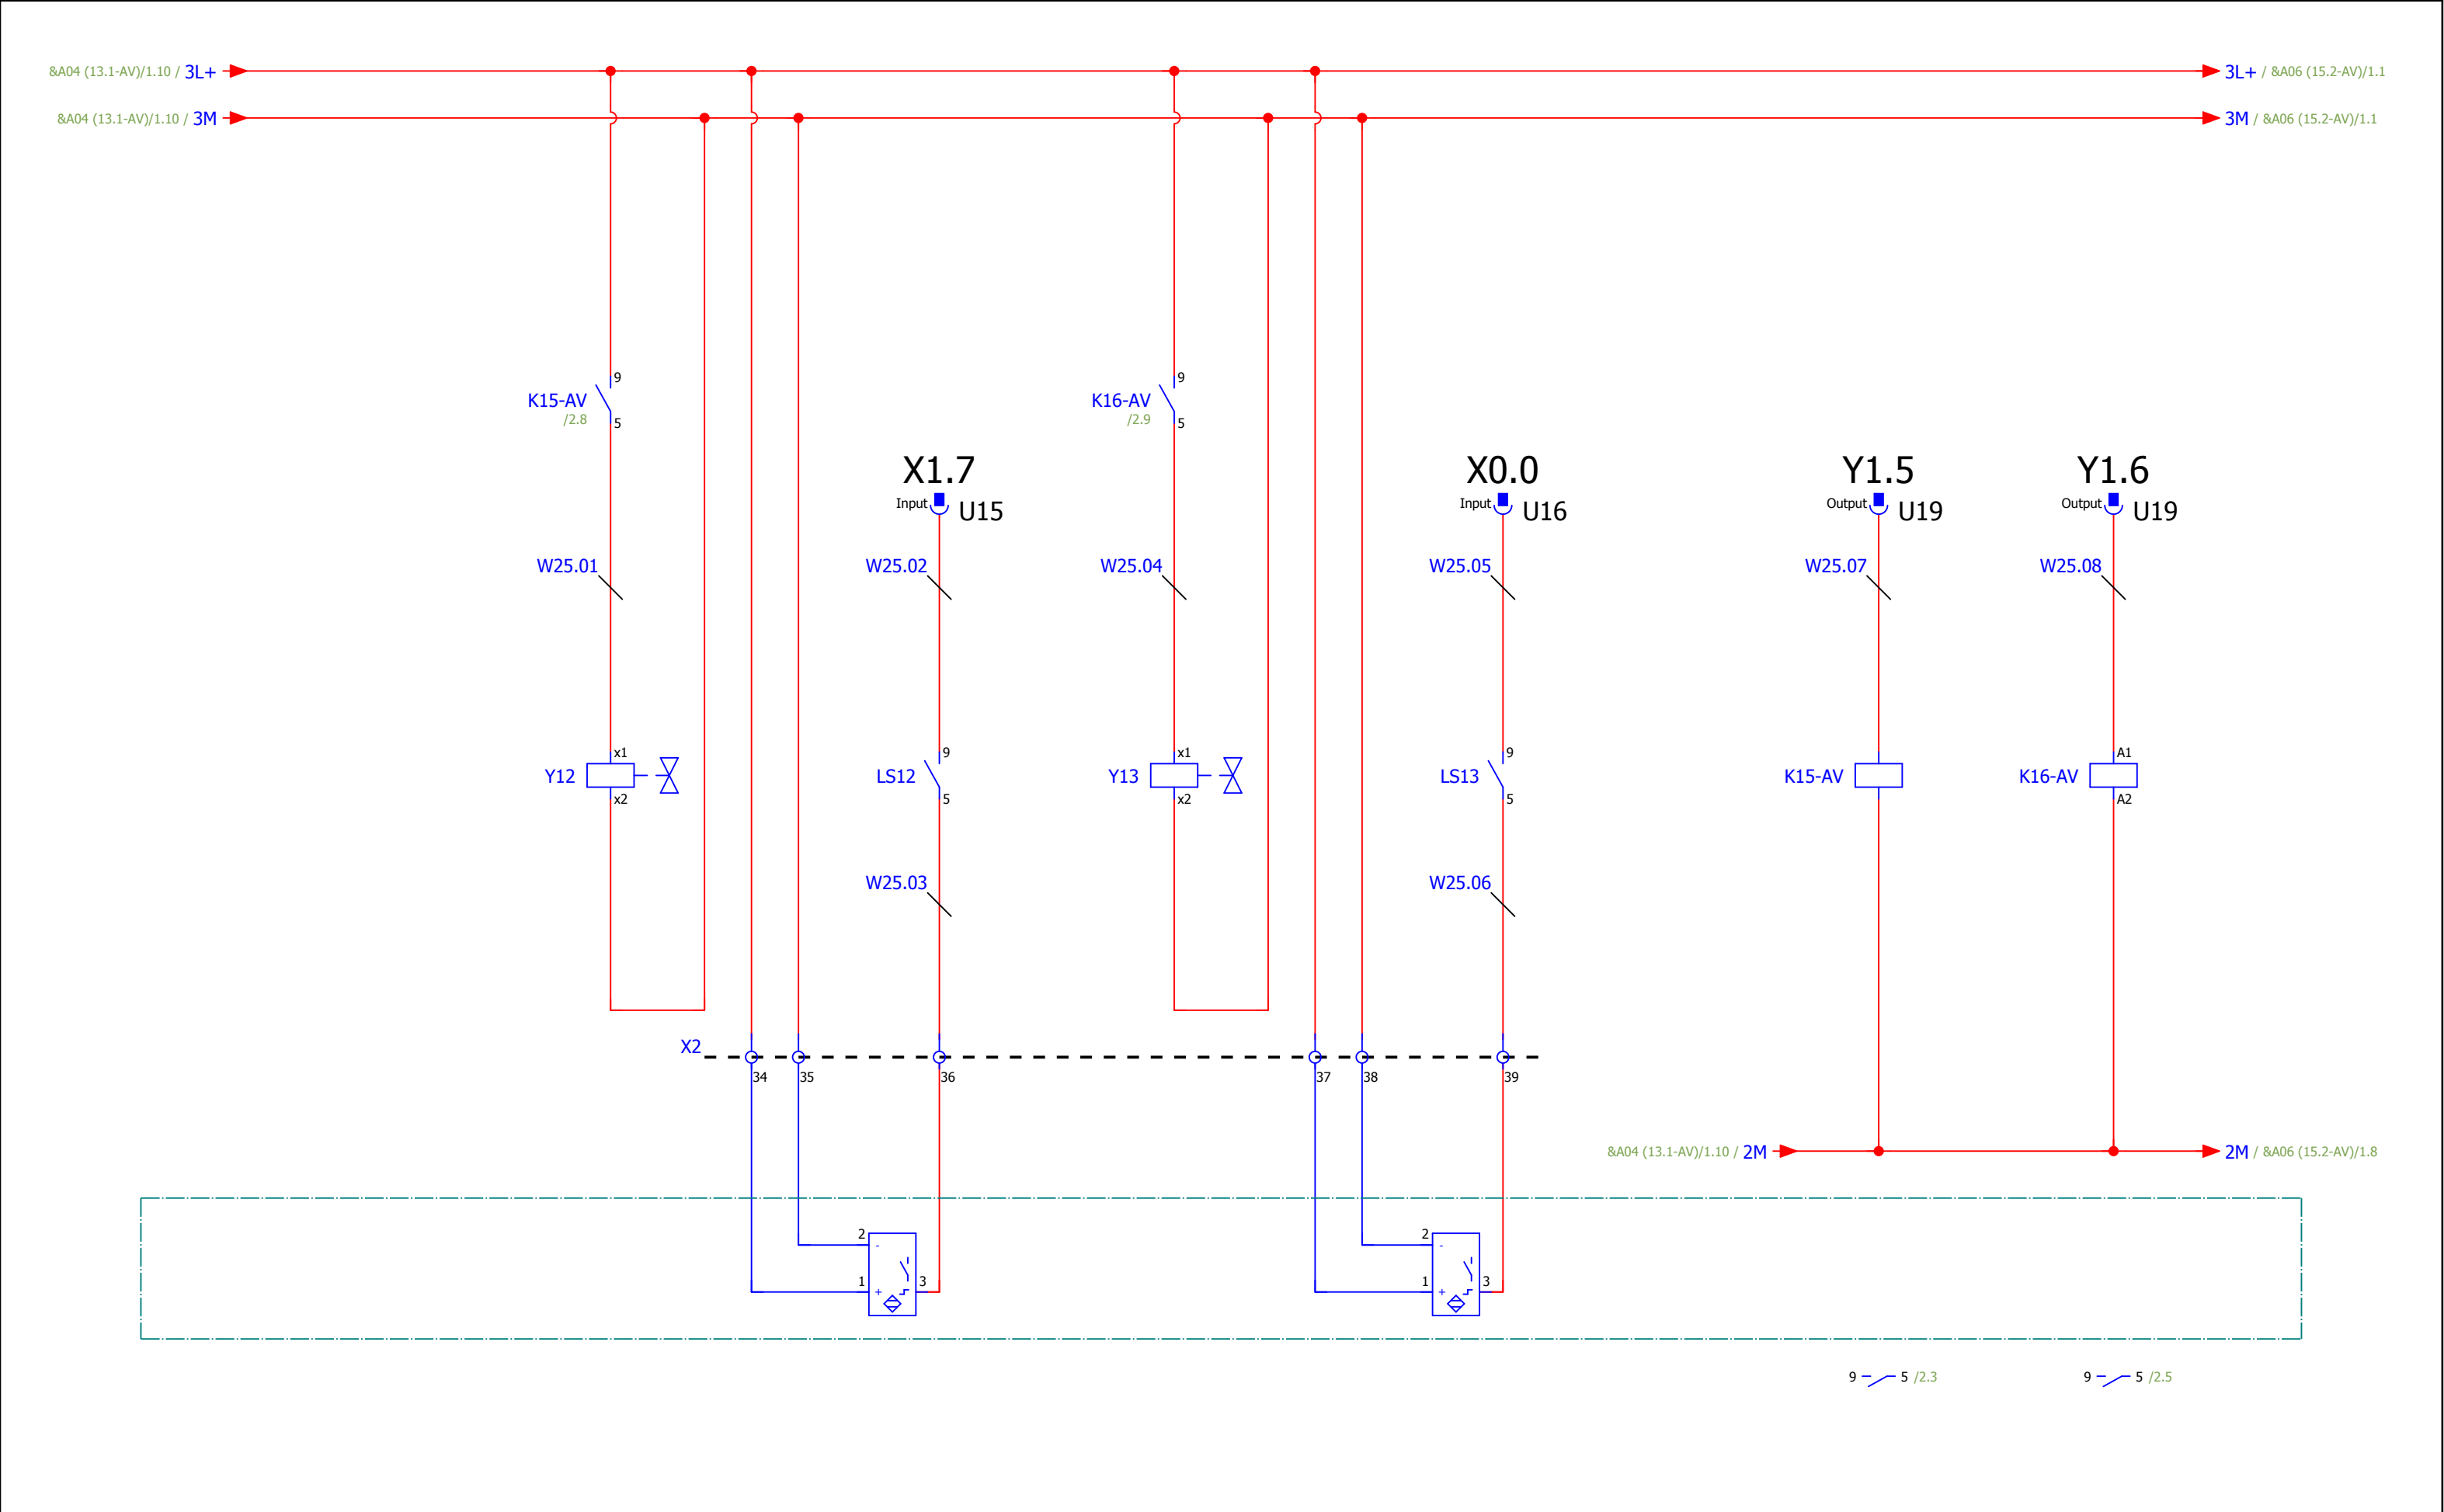 &A04 (13.1-AV)/1.10 / 3L+
3L+ / &A06 (15.2-AV)/1.1
&A04 (13.1-AV)/1.10 / 3M
3M / &A06 (15.2-AV)/1.1
9
K15-AV
/2.8
5
9
K16-AV
/2.9
5
X1.7
Input
U15
X0.0
Input
U16
Y1.5
Output
U19
Y1.6
Output
U19
W25.01
W25.02
W25.04
W25.05
W25.07
W25.08
x1
Y12
x2
9
LS12
5
x1
Y13
x2
9
LS13
5
K15-AV
A1
K16-AV
A2
W25.03
W25.06
X2
34
35
36
37
38
39
&A04 (13.1-AV)/1.10 / 2M
2M / &A06 (15.2-AV)/1.8
2
-
1
+
3
2
-
1
+
3
9
5 /2.3
9
5 /2.5